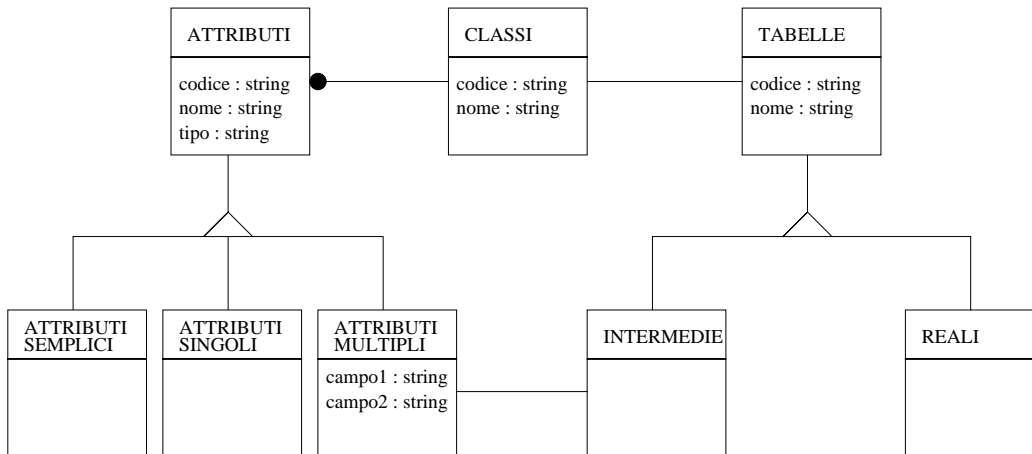 ATTRIBUTI
codice : string
nome : string
tipo : string
CLASSI
codice : string
nome : string
TABELLE
codice : string
nome : string
ATTRIBUTI
SEMPLICI
ATTRIBUTI
SINGOLI
ATTRIBUTI
MULTIPLI
campo1 : string
campo2 : string
INTERMEDIE
REALI